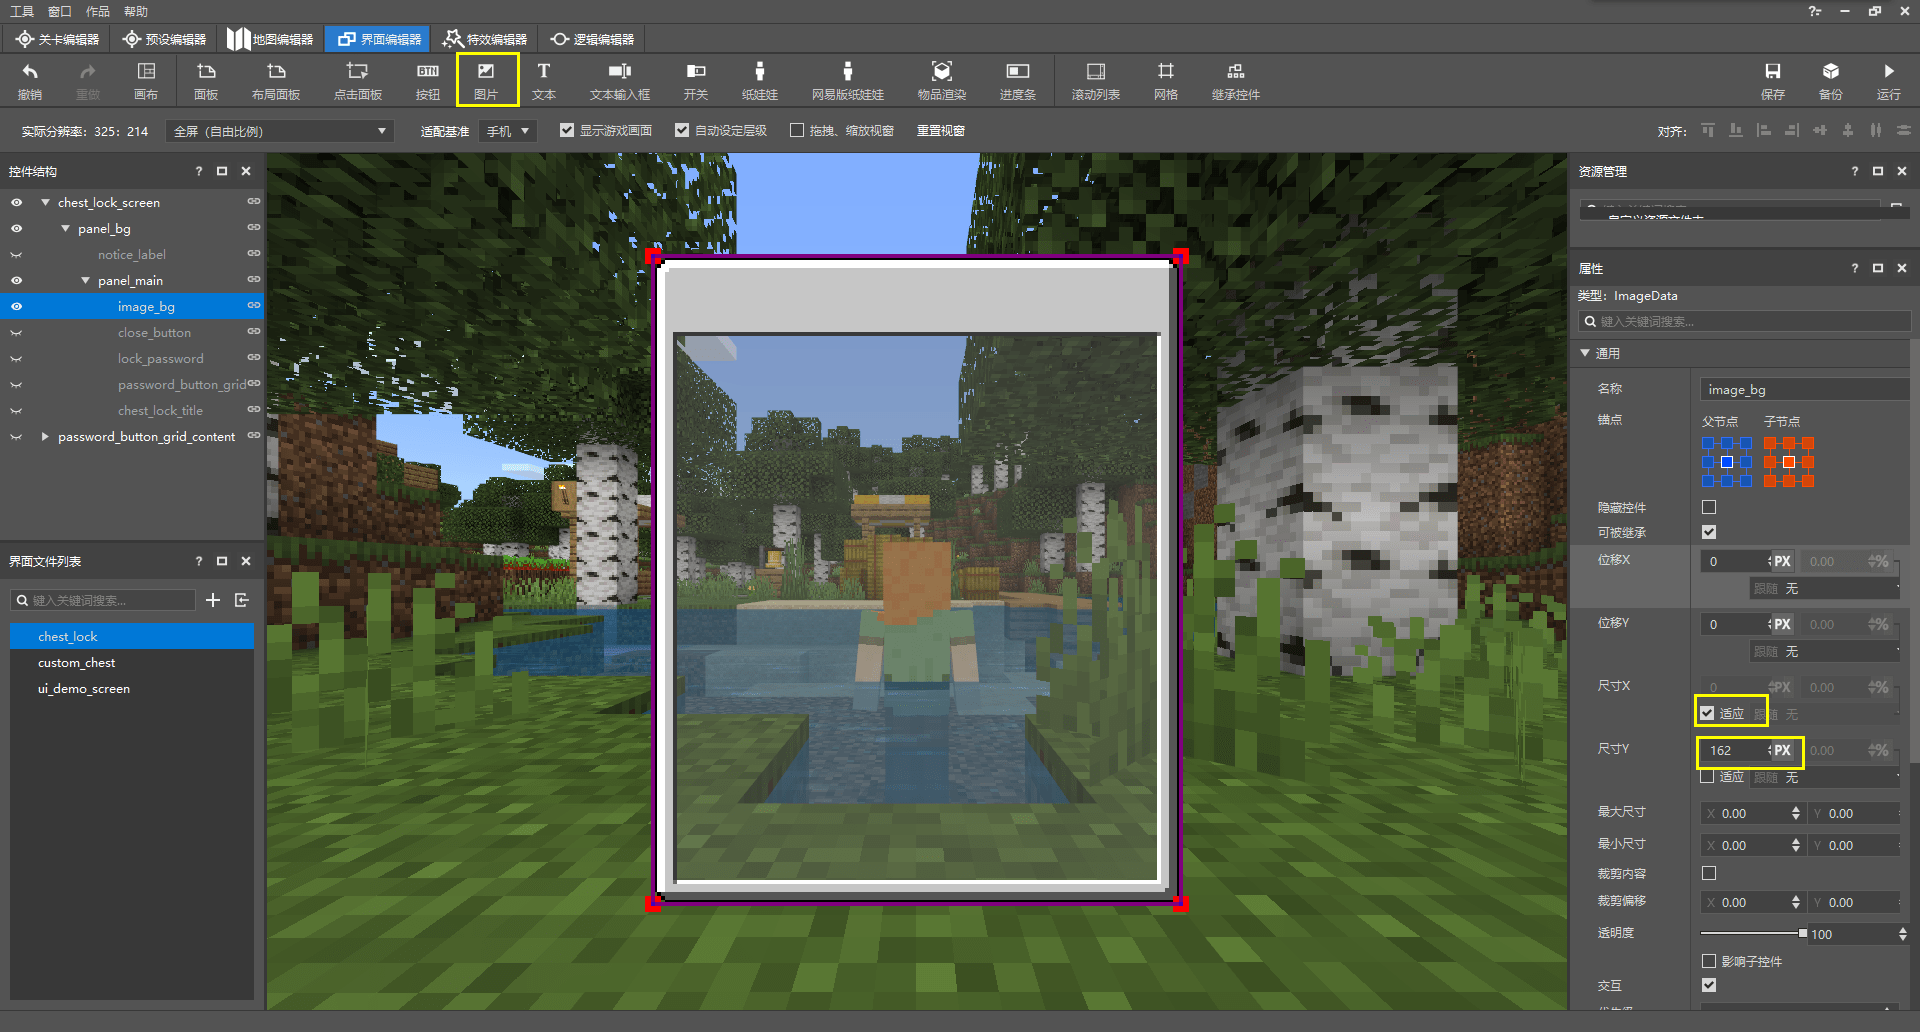 工具 窗口 作品 帮助
关卡编辑器 预设编辑器 地图编辑器 界面编辑器 特效编辑器 逻辑编辑器
撤销 重做 画布 面板 布局面板 点击面板 BTN 按钮 图片 T 文本 文本输入框 开关 纸娃娃 网易版纸娃娃 物品渲染 进度条 滚动列表 网格 继承控件 保存 备份 运行
实际分辨率：325：214 全屏（自由比例） 适配基准 手机 显示游戏画面 自动设定层级 拖拽、缩放视窗 重置视窗 对齐：
控件结构 ?
chest_lock_screen
panel_bg
notice_label
panel_main
image_bg
close_button
lock_password
password_button_grid
chest_lock_title
password_button_grid_content
界面文件列表 ?
键入关键词搜索...
chest_lock
custom_chest
ui_demo_screen
资源管理 ?
属性 ?
类型：ImageData
键入关键词搜索...
通用
名称 image_bg
锚点 父节点 子节点
隐藏控件
可被继承
位移X 0 PX 0.00 %
跟随 无
位移Y 0 PX 0.00 %
跟随 无
尺寸X 0 PX 0.00 %
适应 跟随 无
尺寸Y 162 PX 0.00 %
适应 跟随 无
最大尺寸 X 0.00 Y 0.00
最小尺寸 X 0.00 Y 0.00
裁剪内容
裁剪偏移 X 0.00 Y 0.00
透明度 100
影响子控件
交互